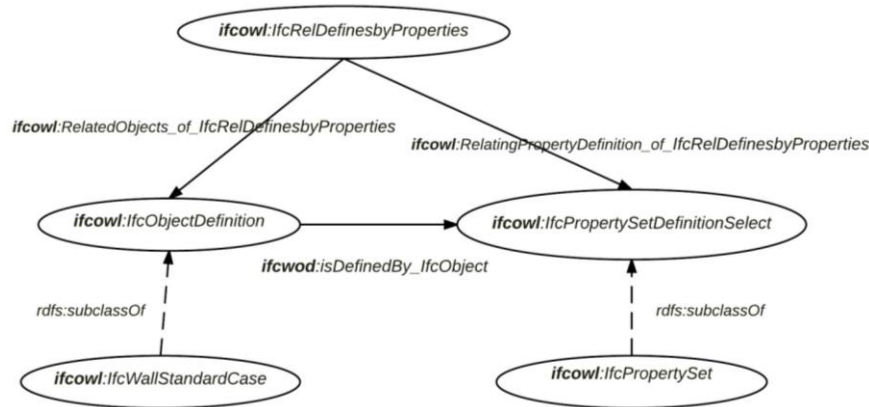 ifcowl:IfcRelDefinesbyProperties
ifcowl:RelatedObjects_of_IfcRelDefinesbyProperties
ifcowl:RelatingPropertyDefinition_of_IfcRelDefinesbyProperties
ifcowl:IfcObjectDefinition
ifcowl:IfcPropertySetDefinitionSelect
ifcwod:isDefinedBy_IfcObject
rdfs:subclassOf
rdfs:subclassOf
ifcowl:IfcWallStandardCase
ifcowl:IfcPropertySet